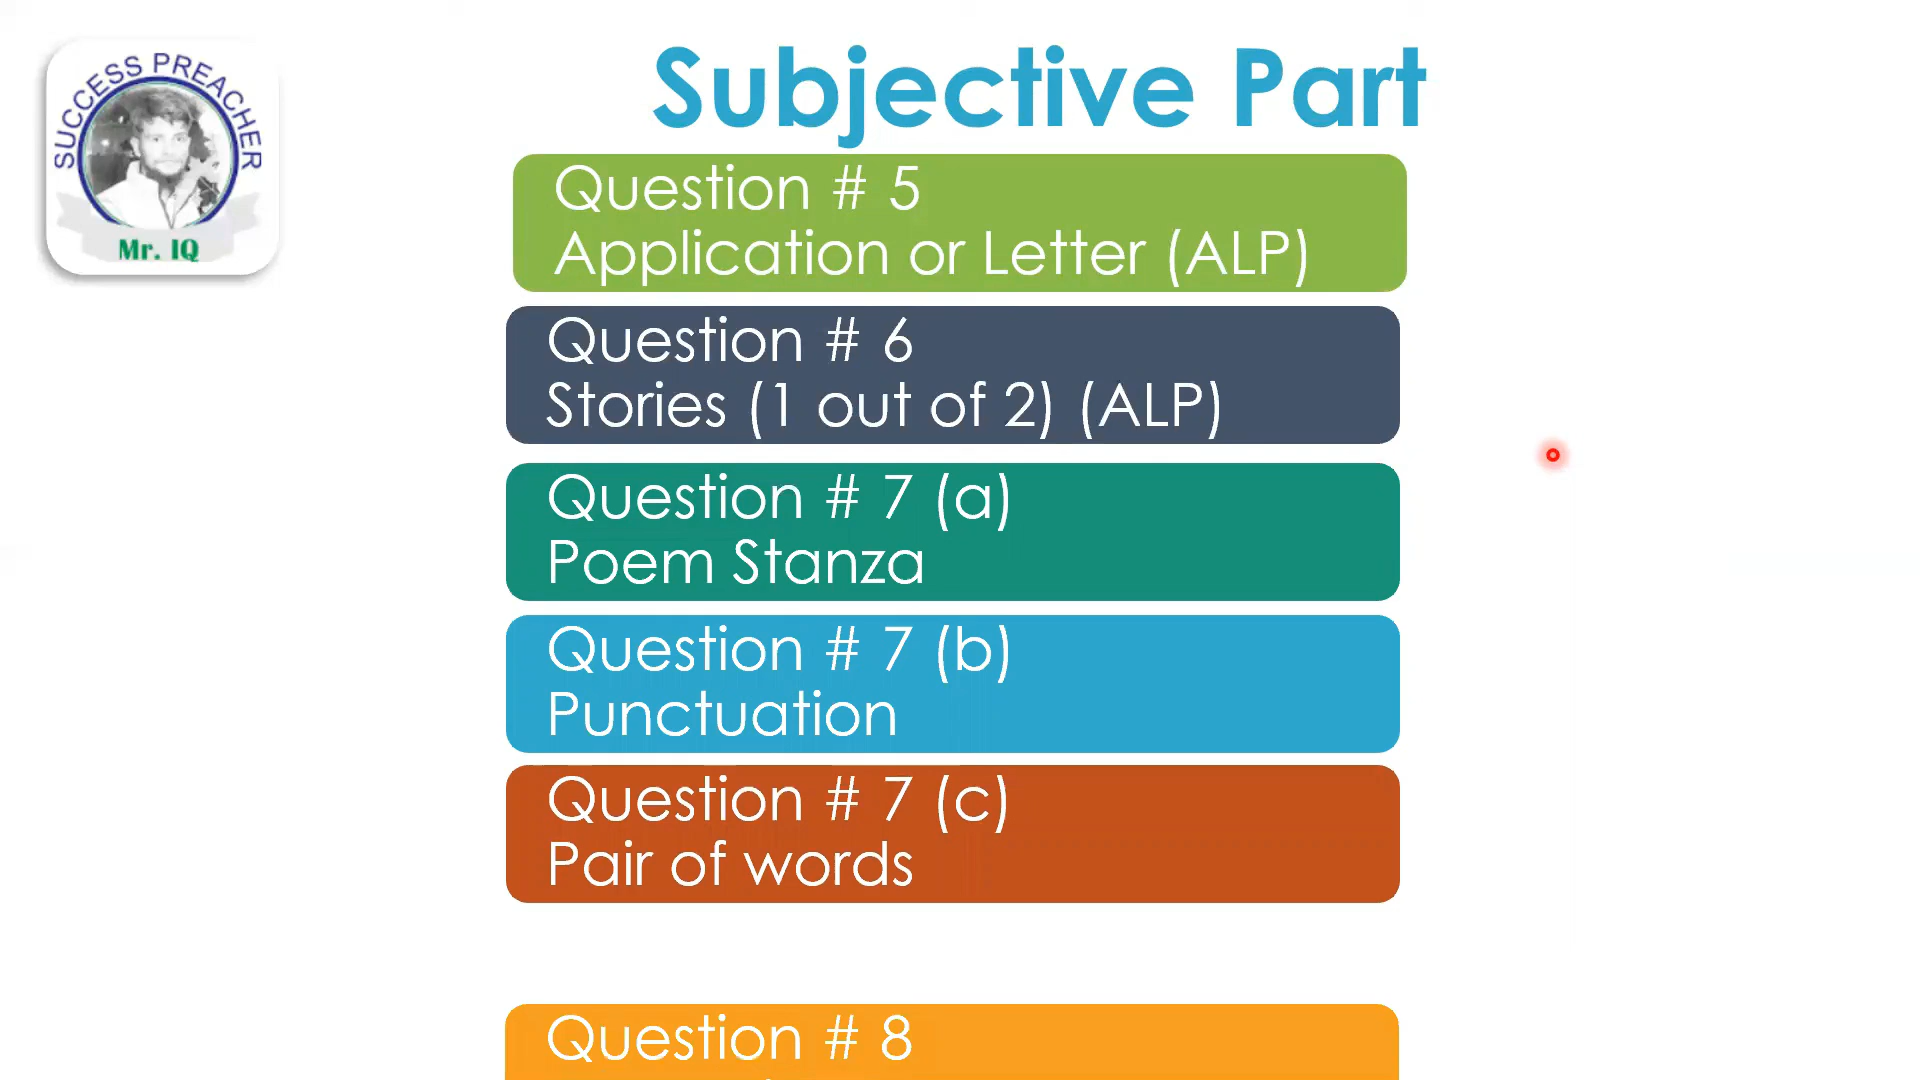 SUCCESS PREACHER
Mr. IQ
Subjective Part
Question # 5
Application or Letter (ALP)
Question # 6
Stories (1 out of 2) (ALP)
Question # 7 (a)
Poem Stanza
Question # 7 (b)
Punctuation
Question # 7 (c)
Pair of words
Question # 8